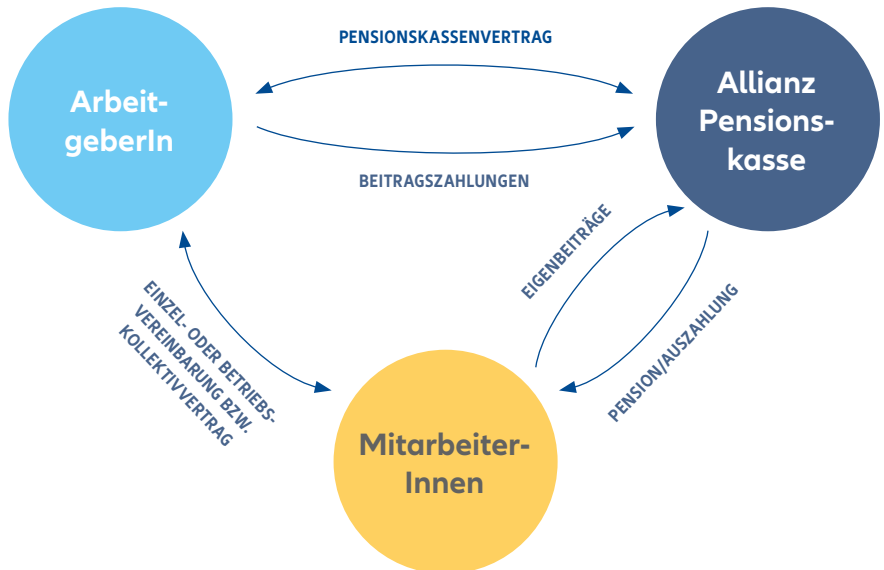 PENSIONSKASSENVERTRAG
Arbeit-
geberIn
Allianz
Pensions-
kasse
BEITRAGSZAHLUNGEN
EIGENBEITRÄGE
PENSION/AUSZAHLUNG
EINZEL- ODER BETRIEBS-
VEREINBARUNG BZW.
KOLLEKTIVVERTRAG
Mitarbeiter-
Innen